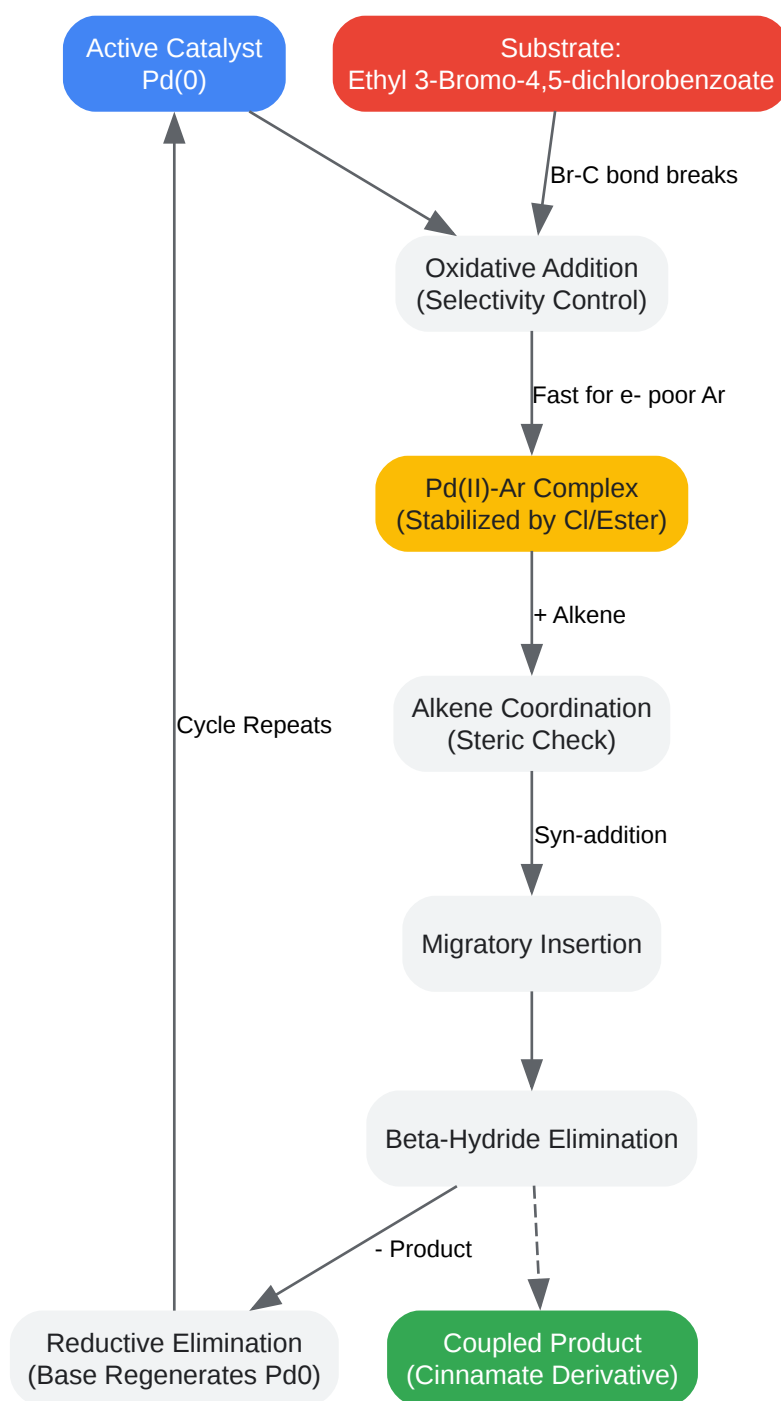 Active Catalyst
Pd(0)
Substrate:
Ethyl 3-Bromo-4,5-dichlorobenzoate
Br-C bond breaks
Oxidative Addition
(Selectivity Control)
Fast for e- poor Ar
Pd(II)-Ar Complex
(Stabilized by Cl/Ester)
+ Alkene
Alkene Coordination
(Steric Check)
Cycle Repeats
Syn-addition
Migratory Insertion
Beta-Hydride Elimination
- Product
Reductive Elimination
(Base Regenerates Pd0)
Coupled Product
(Cinnamate Derivative)